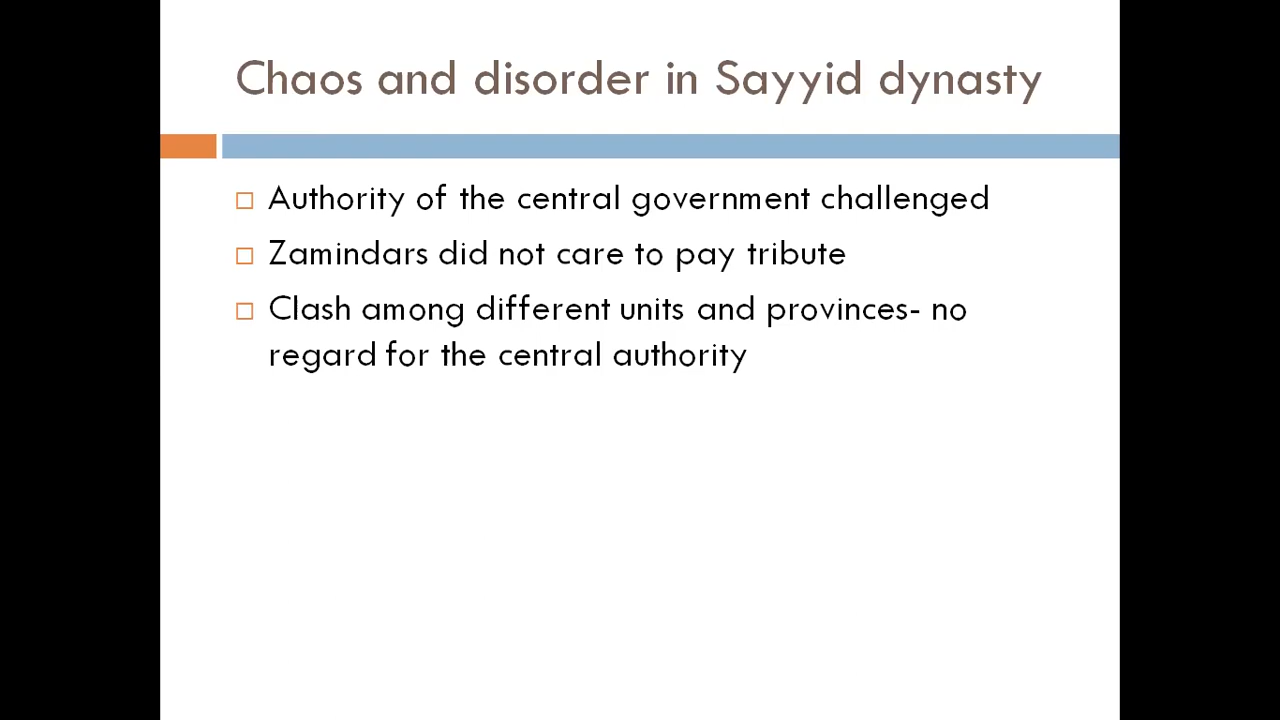 Chaos and disorder in Sayyid dynasty
Authority of the central government challenged
Zamindars did not care to pay tribute
Clash among different units and provinces- no
regard for the central authority